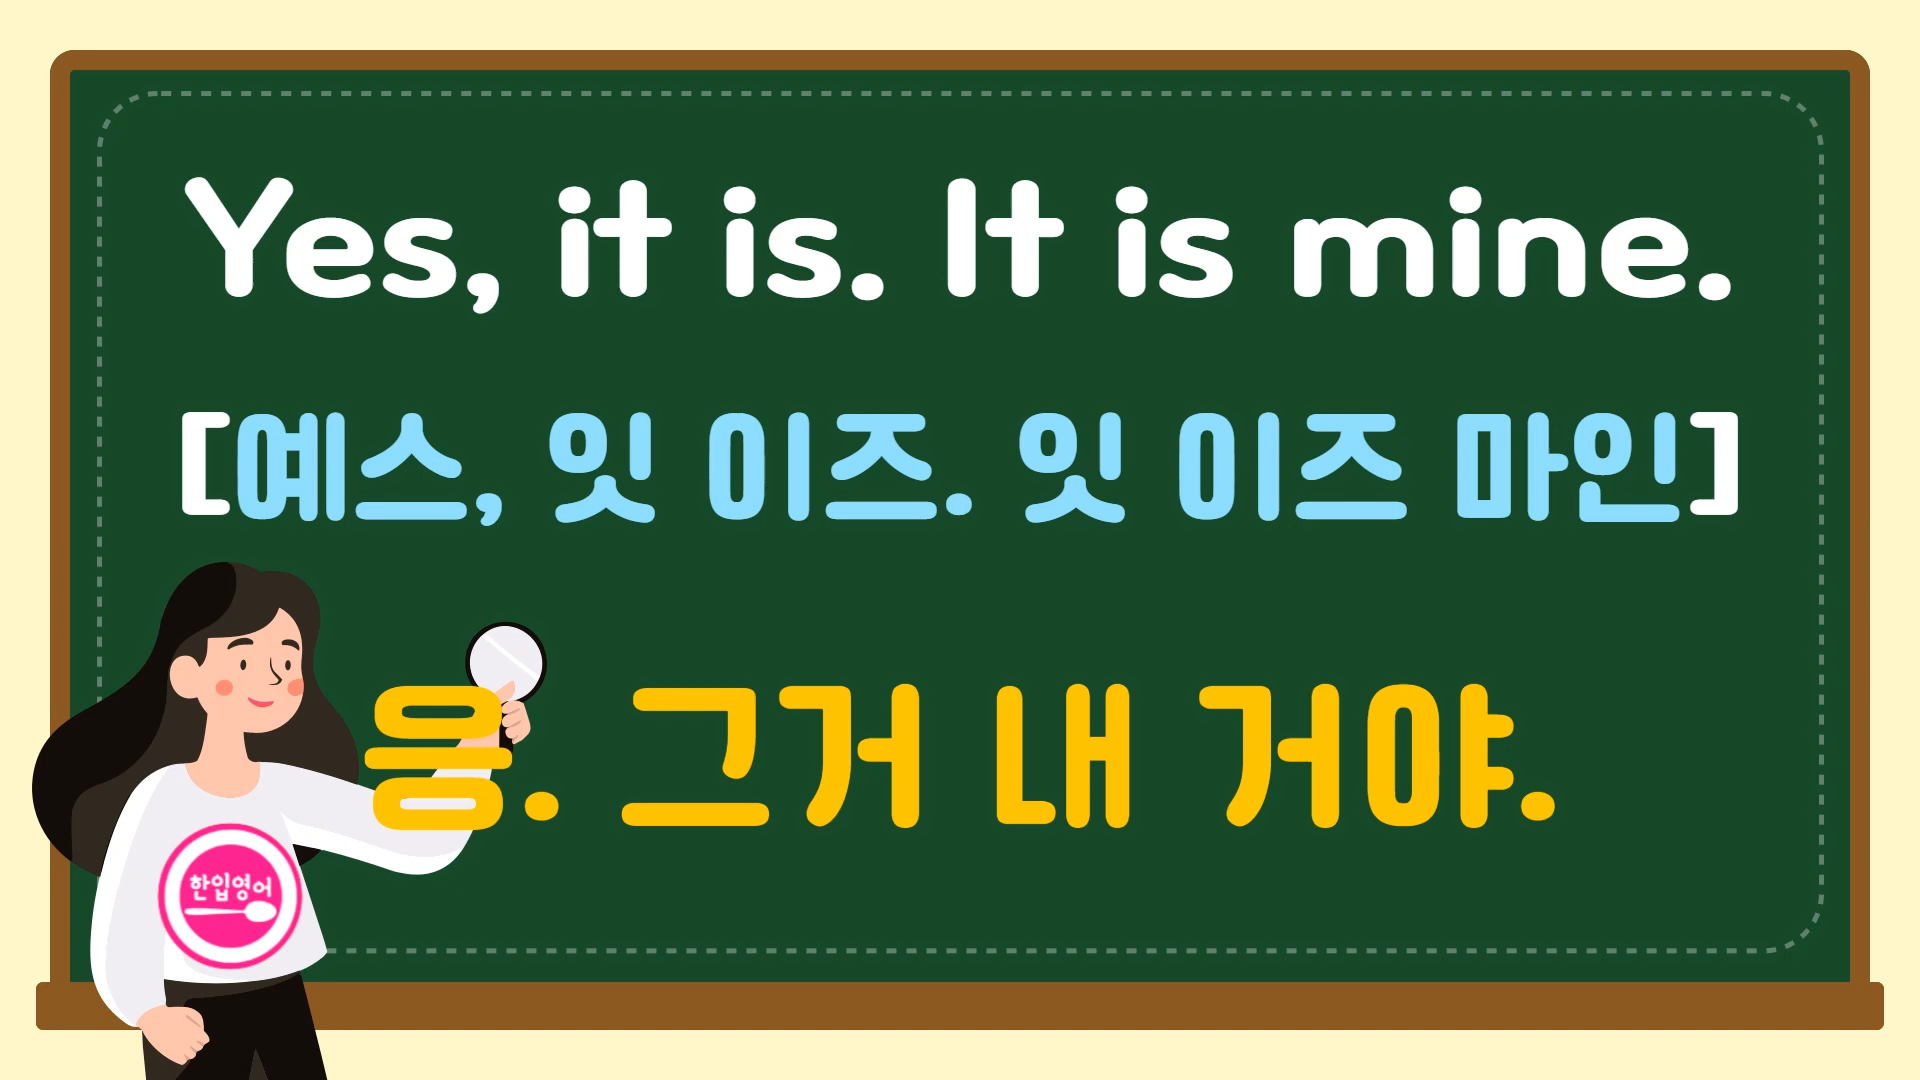 Yes, it is. It is mine.
[예스, 잇 이즈. 잇 이즈 마인]
응. 그거 내 거야.
한입영어